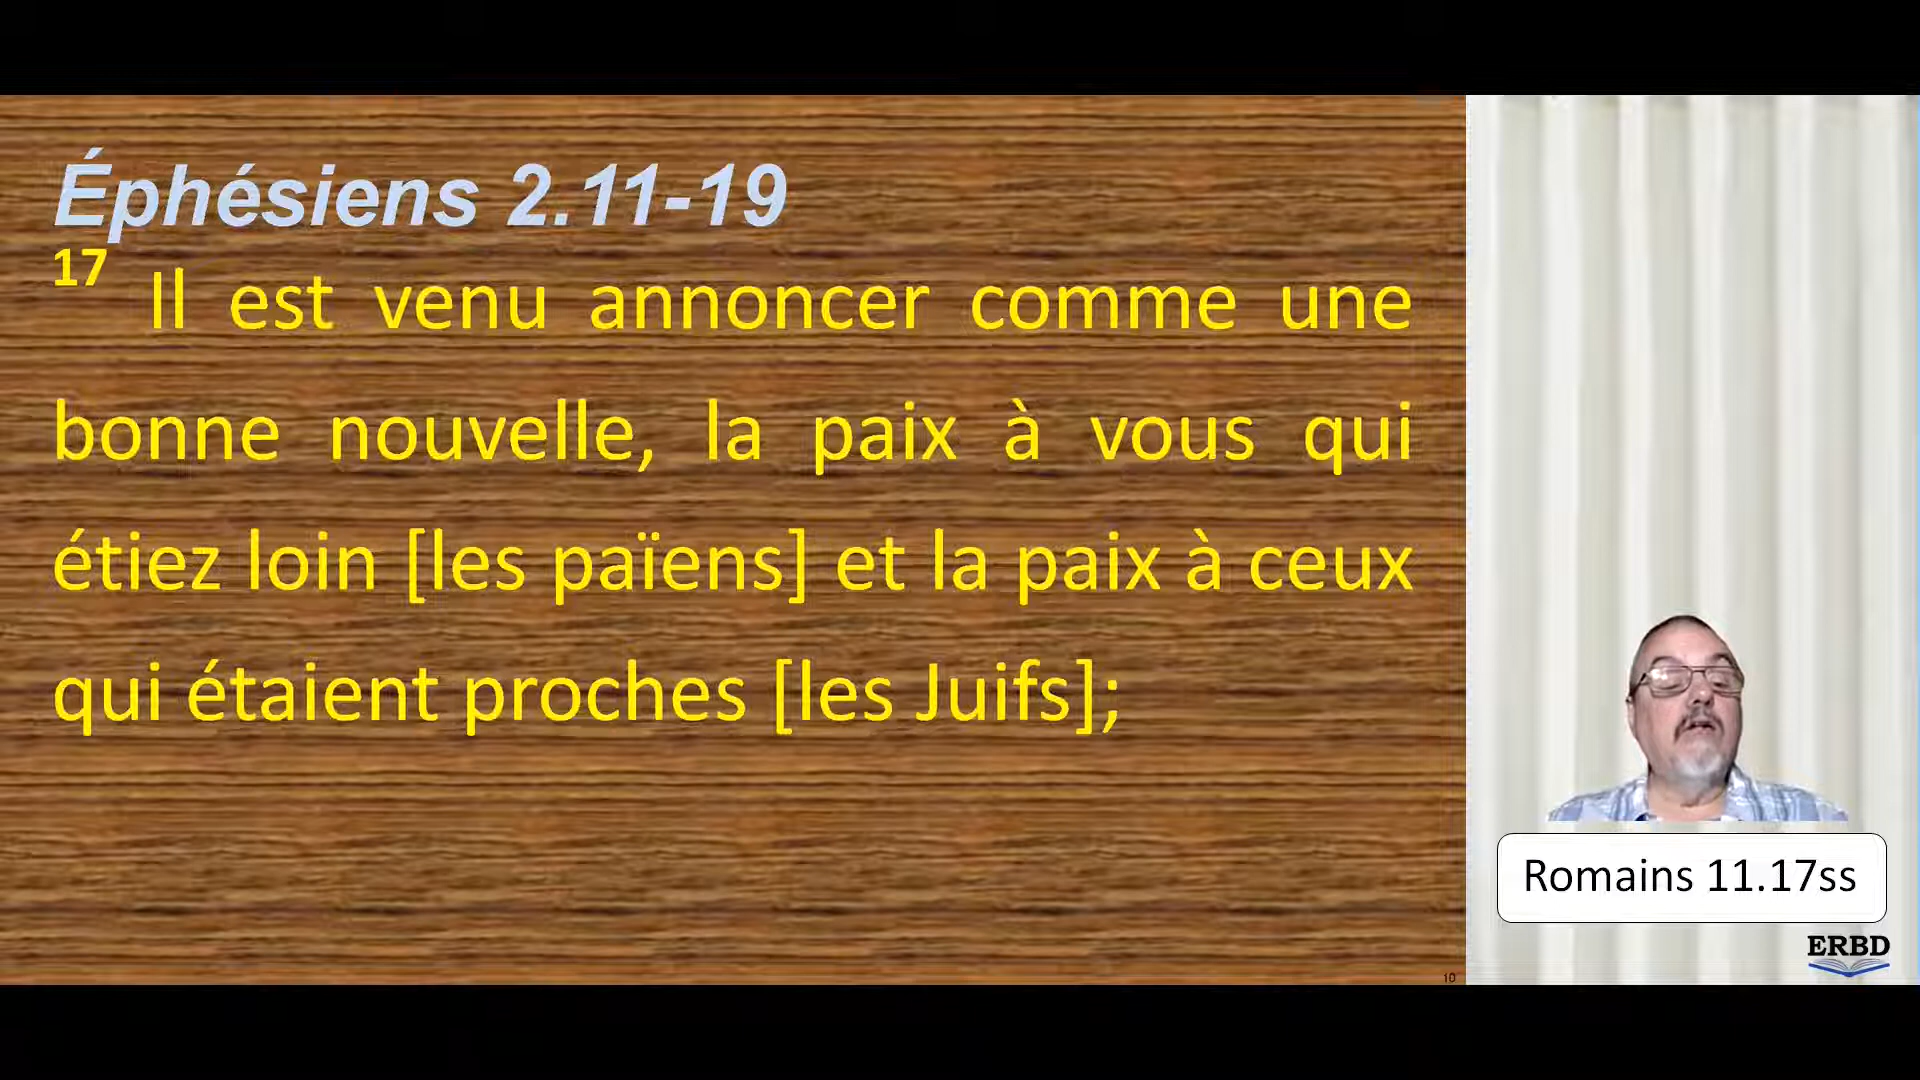 Éphésiens 2.11-19
17 Il est venu annoncer comme une
bonne nouvelle, la paix à vous qui
étiez loin [les païens] et la paix à ceux
qui étaient proches [les Juifs];
10
Romains 11.17ss
ERBD